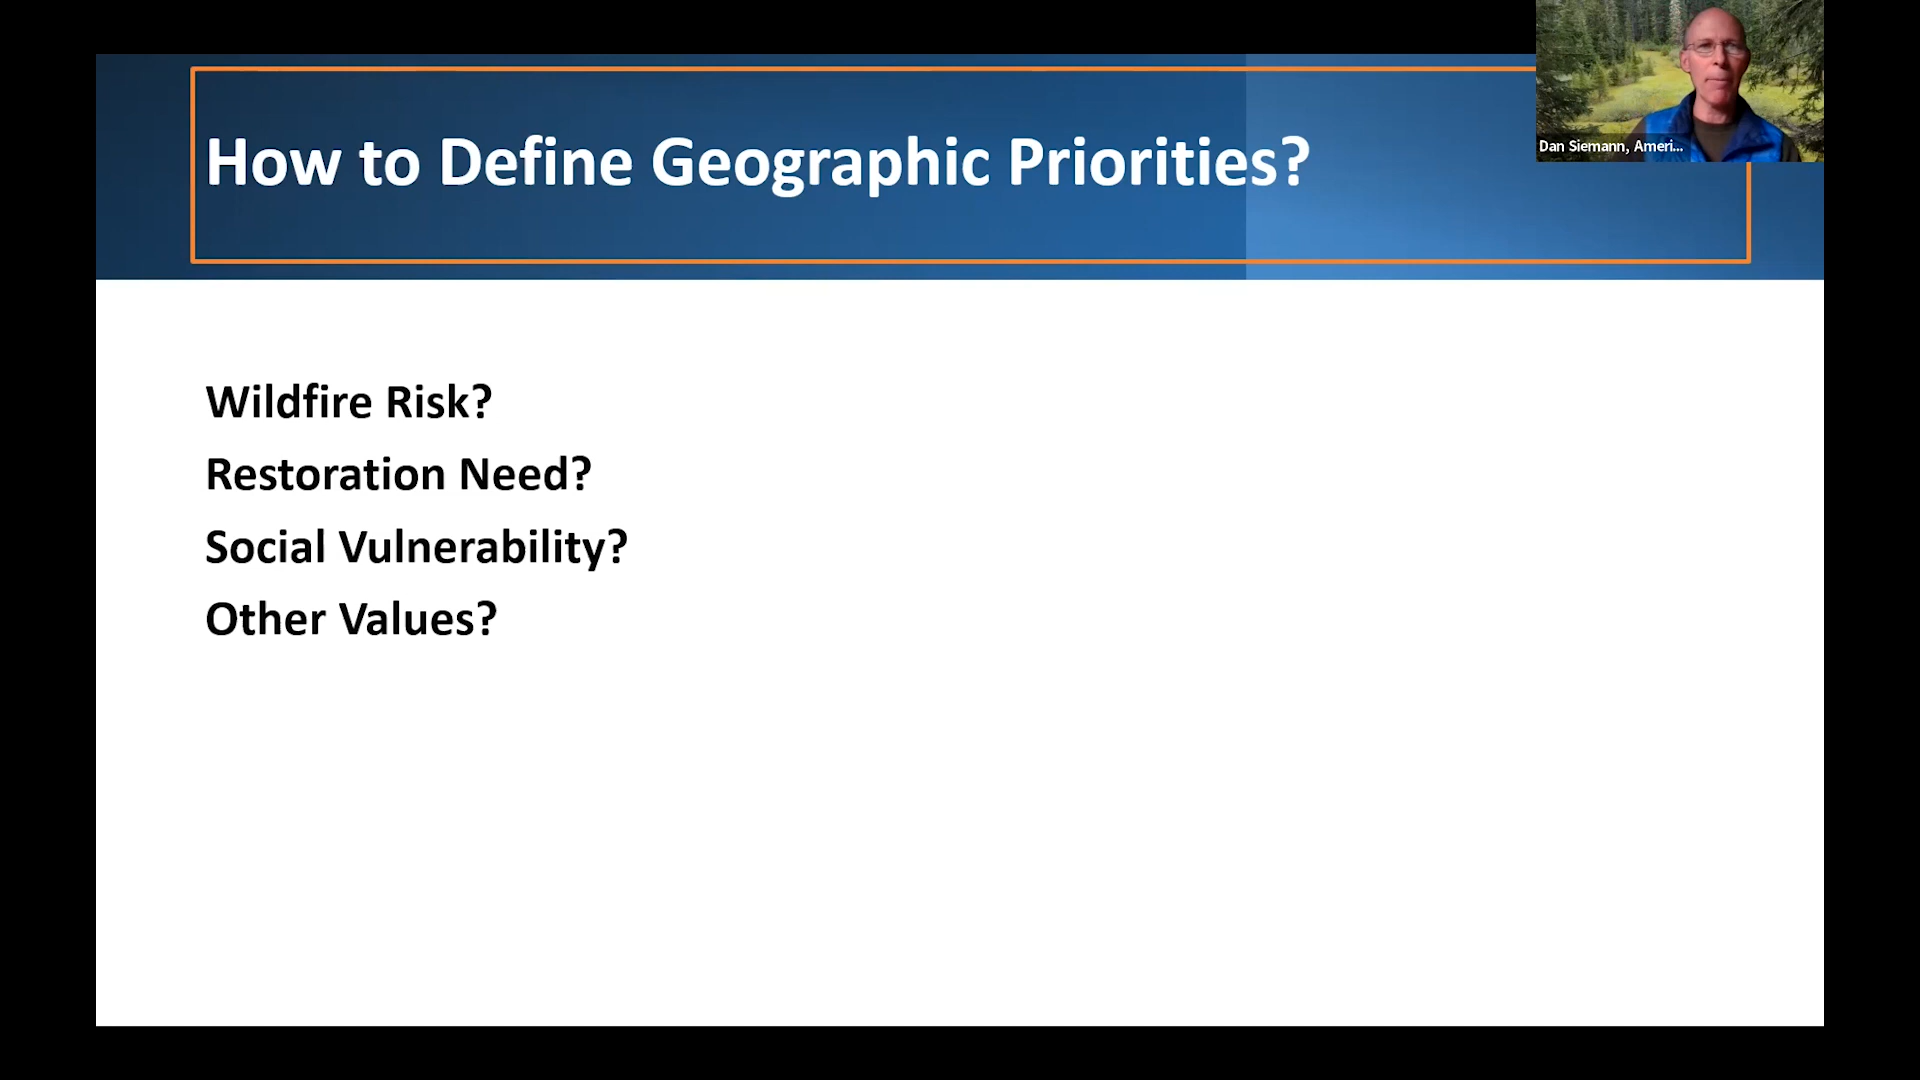 How to Define Geographic Priorities?
Dan Siemann, Ameri...
Wildfire Risk?
Restoration Need?
Social Vulnerability?
Other Values?